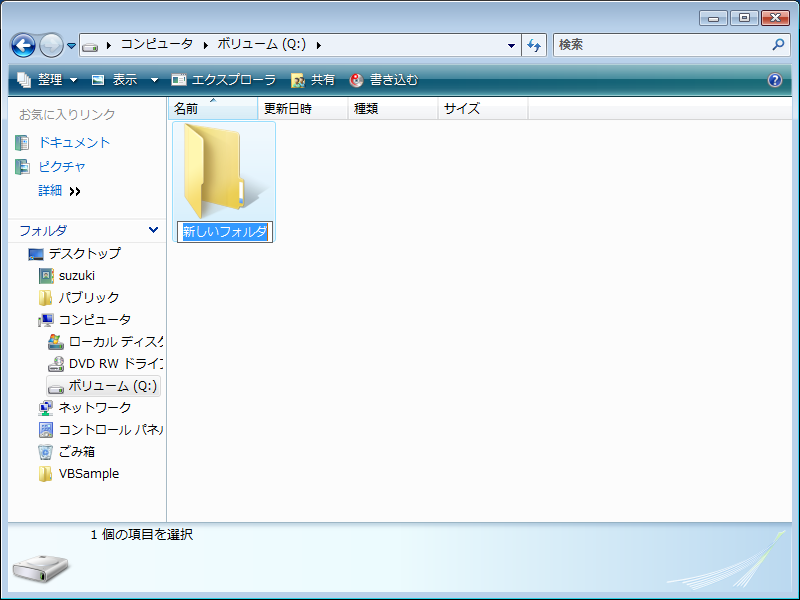 コンピュータ ▸ ボリューム (Q:) ▸
検索
整理 表示 エクスプローラ 共有 書き込む
お気に入りリンク
ドキュメント
ピクチャ
詳細 »
フォルダ
デスクトップ
suzuki
パブリック
コンピュータ
ローカル ディスク
DVD RW ドライブ
ボリューム (Q:)
ネットワーク
コントロール パネル
ごみ箱
VBSample
名前 更新日時 種類 サイズ
新しいフォルダ
1 個の項目を選択